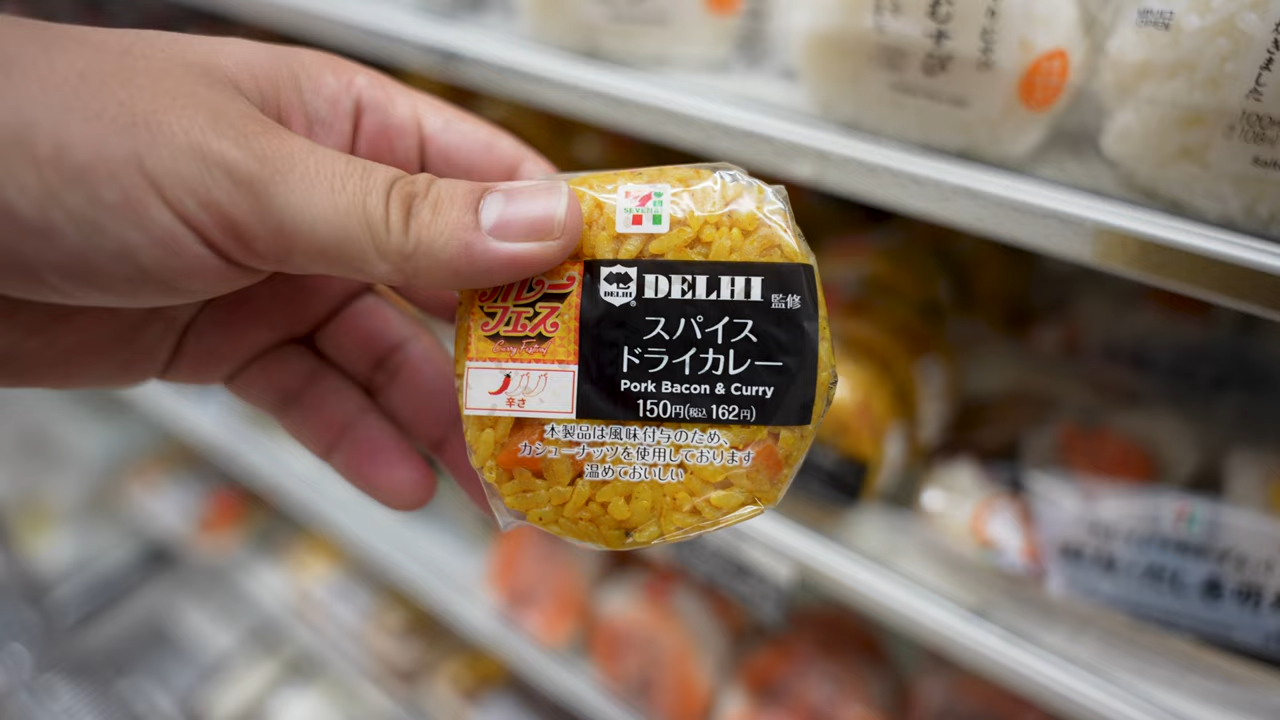 SEVEN
DELHI
DELHI 監修
カレー
フェス
Curry Festival
スパイス
ドライカレー
Pork Bacon & Curry
150円(税込 162円)
辛さ
本製品は風味付与のため、
カシューナッツを使用しております
温めておいしい